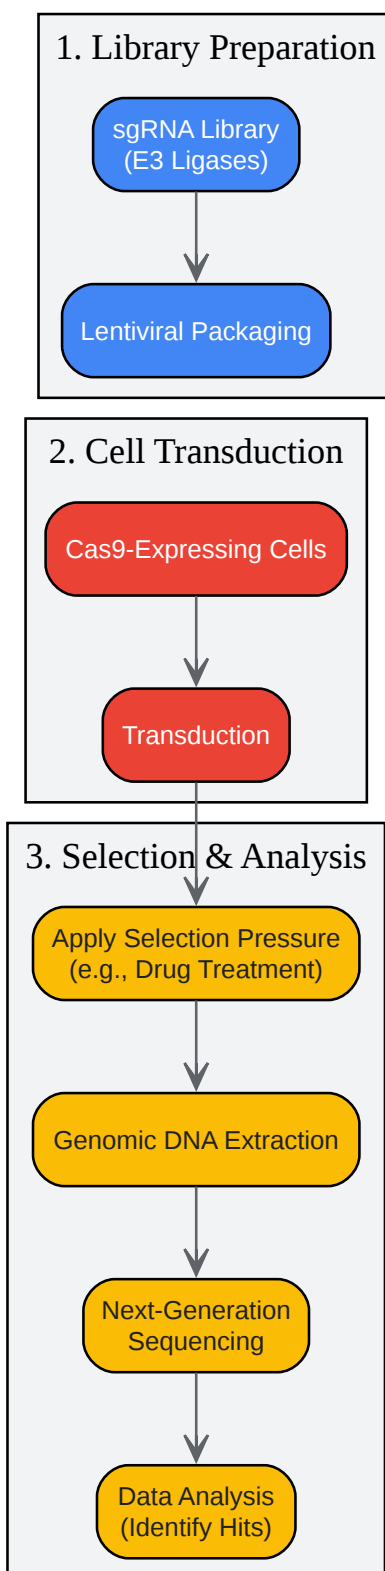 1. Library Preparation
sgRNA Library
(E3 Ligases)
Lentiviral Packaging
2. Cell Transduction
Cas9-Expressing Cells
Transduction
3. Selection & Analysis
Apply Selection Pressure
(e.g., Drug Treatment)
Genomic DNA Extraction
Next-Generation
Sequencing
Data Analysis
(Identify Hits)